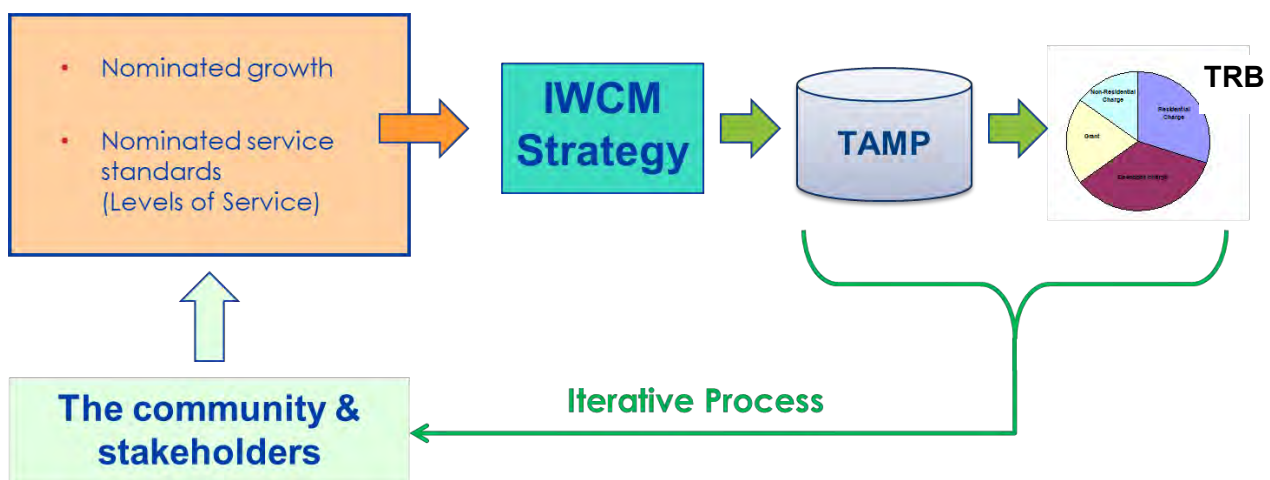 • Nominated growth
• Nominated service
standards
(Levels of Service)
IWCM
Strategy
TAMP
TRB
Non-Residential
Charge
Residential
Charge
Grant
The community &
stakeholders
Iterative Process